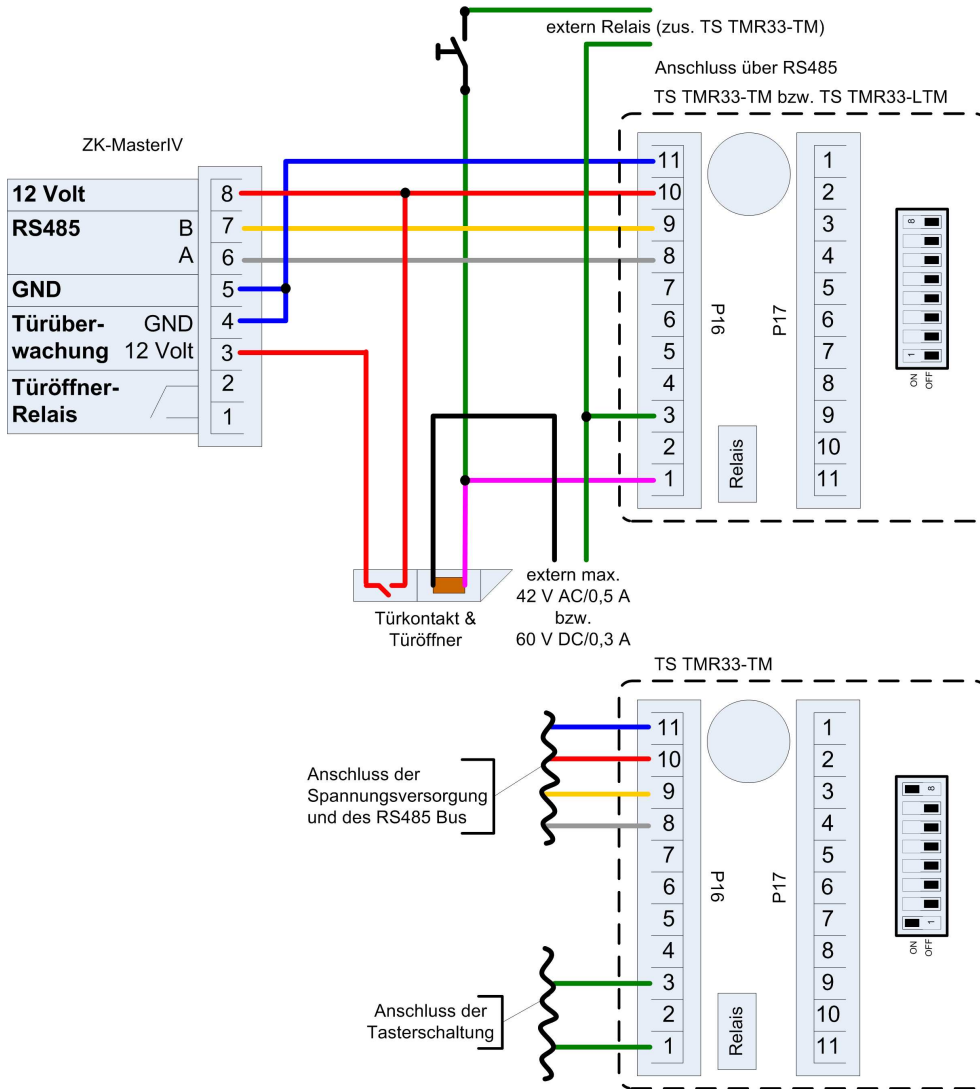 extern Relais (zus. TS TMR33-TM)
Anschluss über RS485
TS TMR33-TM bzw. TS TMR33-LTM
ZK-MasterIV
12 Volt 8
RS485 B 7
A 6
GND 5
Türüber- GND 4
wachung 12 Volt 3
Türöffner- 2
Relais 1
11
10
9
8
7
6
5
4
3
2
1
P16
Relais
P17
1
2
3
4
5
6
7
8
9
10
11
8
1
ON
OFF
Türkontakt &
Türöffner
extern max.
42 V AC/0,5 A
bzw.
60 V DC/0,3 A
TS TMR33-TM
Anschluss der
Spannungsversorgung
und des RS485 Bus
Anschluss der
Tasterschaltung
11
10
9
8
7
6
5
4
3
2
1
P16
Relais
P17
1
2
3
4
5
6
7
8
9
10
11
8
1
ON
OFF